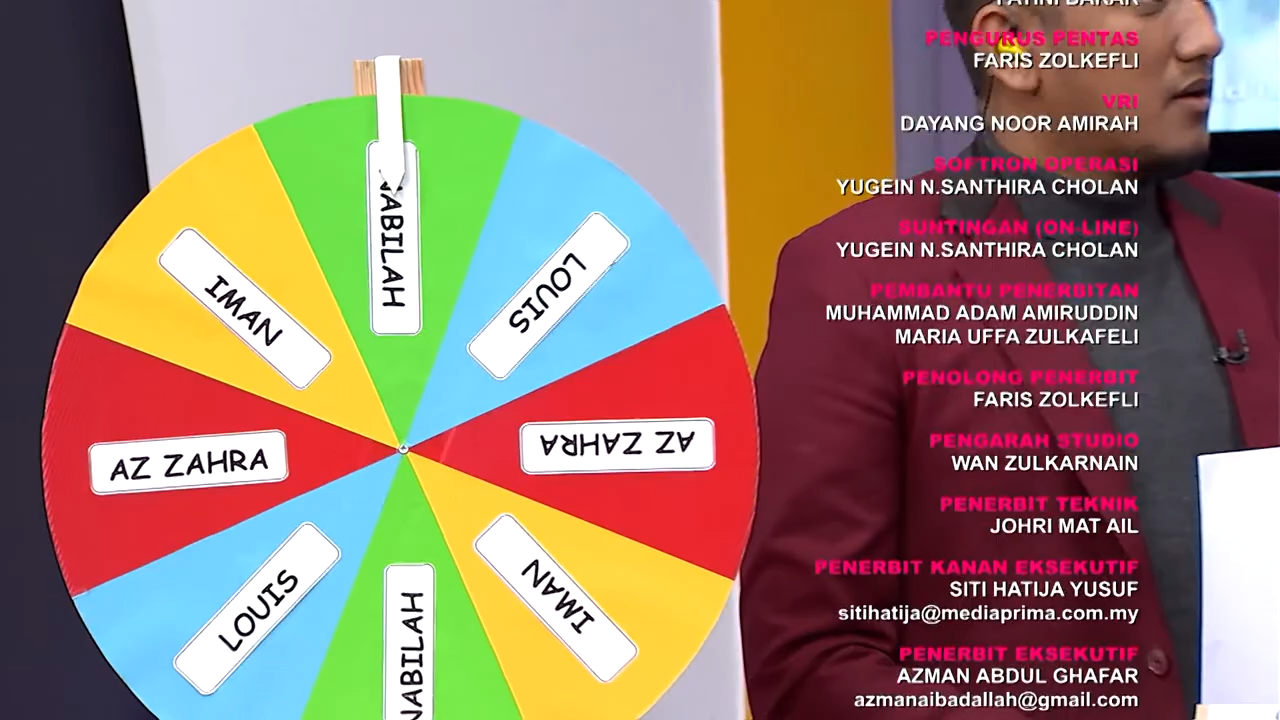 NABILAH
LOUIS
IMAN
AZ ZAHRA
AZ ZAHRA
LOUIS
IMAN
NABILAH
PENGURUS PENTAS
FARIS ZOLKEFLI
VRI
DAYANG NOOR AMIRAH
SOFTRON OPERASI
YUGEIN N.SANTHIRA CHOLAN
SUNTINGAN (ON-LINE)
YUGEIN N.SANTHIRA CHOLAN
PEMBANTU PENERBITAN
MUHAMMAD ADAM AMIRUDDIN
MARIA UFFA ZULKAFELI
PENOLONG PENERBIT
FARIS ZOLKEFLI
PENGARAH STUDIO
WAN ZULKARNAIN
PENERBIT TEKNIK
JOHRI MAT AIL
PENERBIT KANAN EKSEKUTIF
SITI HATIJA YUSUF
sitihatija@mediaprima.com.my
PENERBIT EKSEKUTIF
AZMAN ABDUL GHAFAR
azmanaibadallah@gmail.com